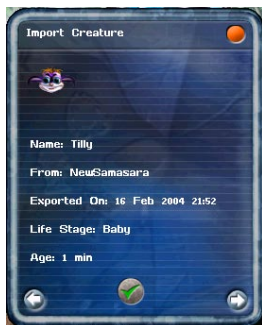 Import Creature
Name: Tilly
From: NewSamasara
Exported On: 16 Feb 2004 21:52
Life Stage: Baby
Age: 1 min